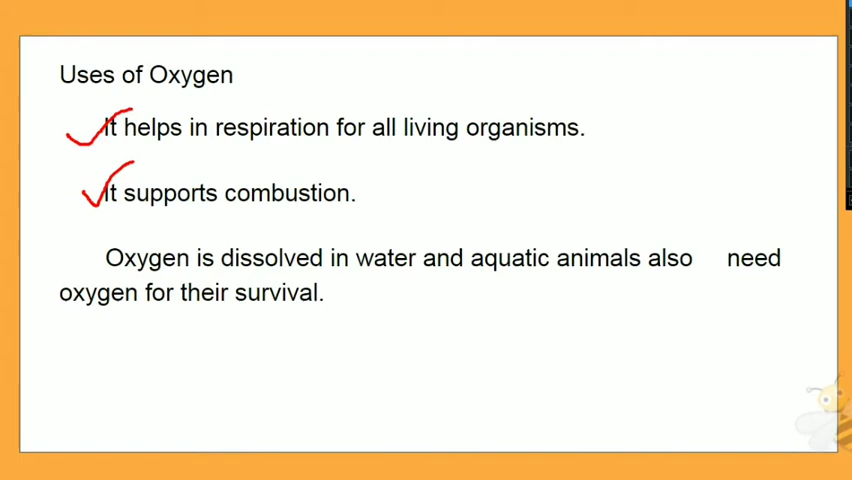 Uses of Oxygen
It helps in respiration for all living organisms.
It supports combustion.
Oxygen is dissolved in water and aquatic animals also need
oxygen for their survival.